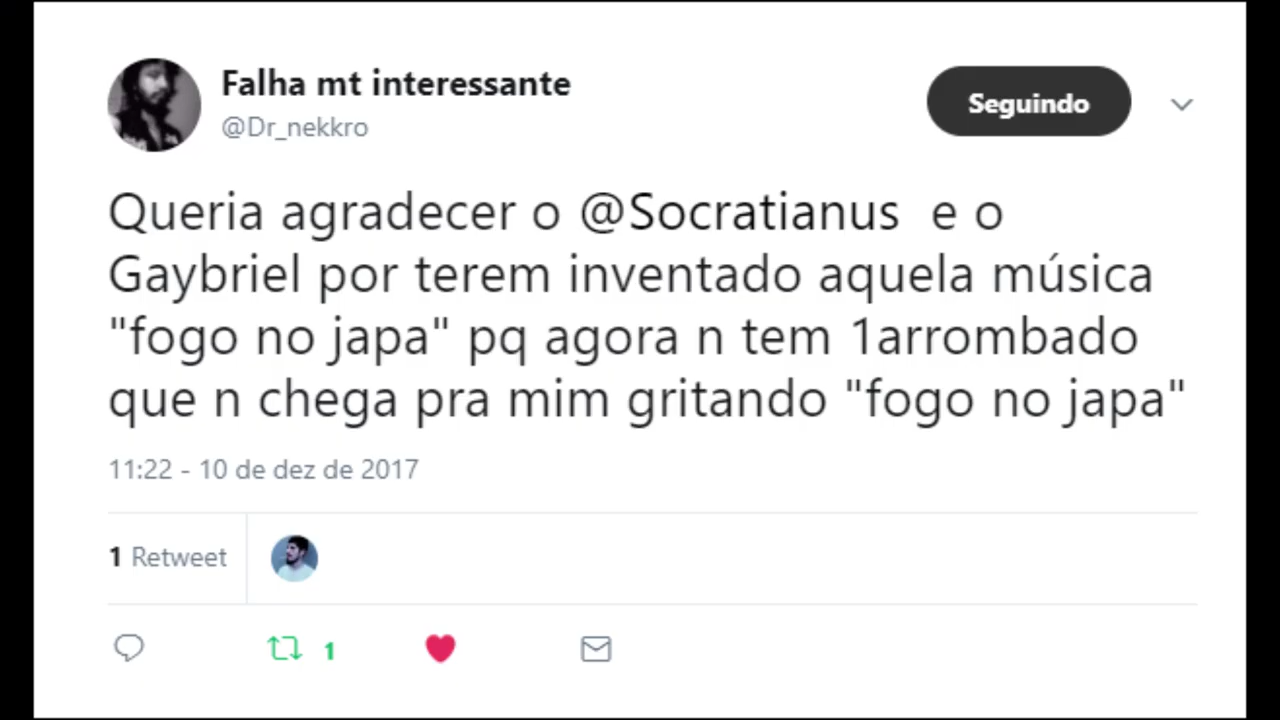 Falha mt interessante
@Dr_nekkro
Seguindo
Queria agradecer o @Socratianus e o
Gaybriel por terem inventado aquela música
"fogo no japa" pq agora n tem 1arrombado
que n chega pra mim gritando "fogo no japa"
11:22 - 10 de dez de 2017
1 Retweet
1